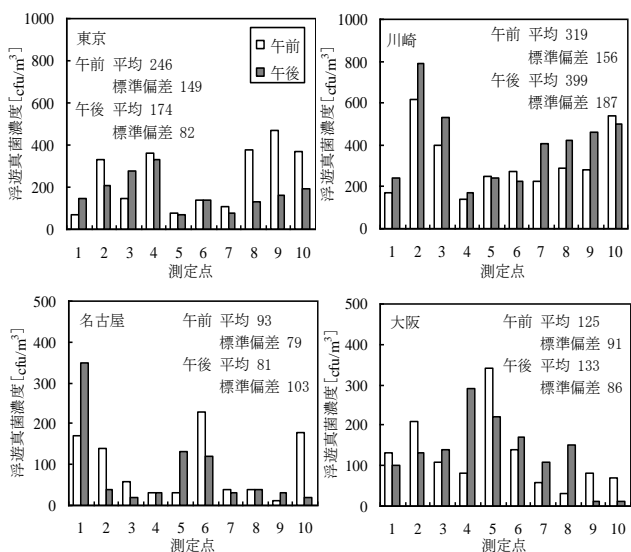 東京
午前 平均 246
標準偏差 149
午後 平均 174
標準偏差 82
午前
午後
浮遊真菌濃度[cfu/m³]
1000
800
600
400
200
0
1 2 3 4 5 6 7 8 9 10
測定点
川崎
午前 平均 319
標準偏差 156
午後 平均 399
標準偏差 187
浮遊真菌濃度[cfu/m³]
1000
800
600
400
200
0
1 2 3 4 5 6 7 8 9 10
測定点
名古屋
午前 平均 93
標準偏差 79
午後 平均 81
標準偏差 103
浮遊真菌濃度[cfu/m³]
500
400
300
200
100
0
1 2 3 4 5 6 7 8 9 10
測定点
大阪
午前 平均 125
標準偏差 91
午後 平均 133
標準偏差 86
浮遊真菌濃度[cfu/m³]
500
400
300
200
100
0
1 2 3 4 5 6 7 8 9 10
測定点